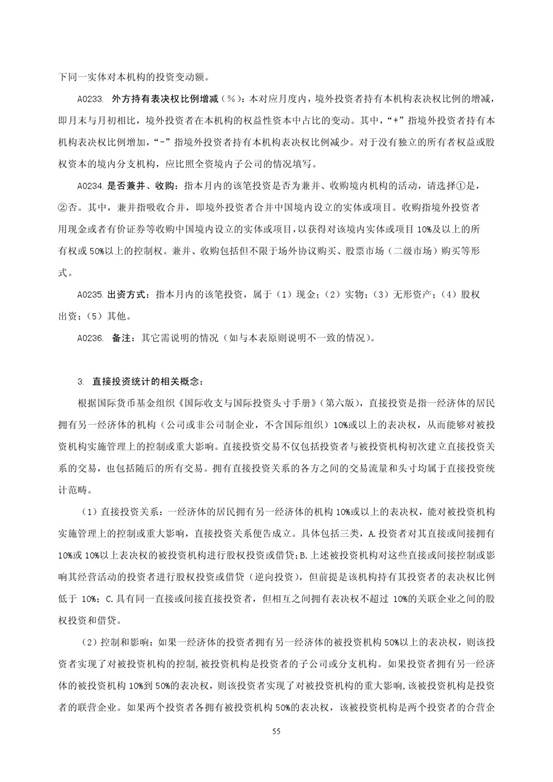 下同一实体对本机构的投资变动额。
A0233. 外方持有表决权比例增减（%）：本对应月度内，境外投资者持有本机构表决权比例的增减，
即月末与月初相比，境外投资者在本机构的权益性资本中占比的变动。其中，“+”指境外投资者持有本
机构表决权比例增加，“-”指境外投资者持有本机构表决权比例减少。对于没有独立的所有者权益或股
权资本的境内分支机构，应比照全资境内子公司的情况填写。
A0234. 是否兼并、收购：指本月内的该笔投资是否为兼并、收购境内机构的活动，请选择①是，
②否。其中，兼并指吸收合并，即境外投资者合并中国境内设立的实体或项目。收购指境外投资者
用现金或者有价证券等收购中国境内设立的实体或项目，以获得对该境内实体或项目 10%及以上的所
有权或 50%以上的控制权。兼并、收购包括但不限于场外协议购买、股票市场（二级市场）购买等形
式。
A0235. 出资方式：指本月内的该笔投资，属于（1）现金；（2）实物；（3）无形资产；（4）股权
出资；（5）其他。
A0236. 备注：其它需说明的情况（如与本表原则说明不一致的情况）。
3. 直接投资统计的相关概念：
根据国际货币基金组织《国际收支与国际投资头寸手册》（第六版），直接投资是指一经济体的居民
拥有另一经济体的机构（公司或非公司制企业，不含国际组织）10%或以上的表决权，从而能够对被投
资机构实施管理上的控制或重大影响。直接投资交易不仅包括投资者与被投资机构初次建立直接投资关
系的交易，也包括随后的所有交易。拥有直接投资关系的各方之间的交易流量和头寸均属于直接投资统
计范畴。
（1）直接投资关系：一经济体的居民拥有另一经济体的机构 10%或以上的表决权，能对被投资机构
实施管理上的控制或重大影响，直接投资关系便告成立。具体包括三类，A.投资者对其直接或间接拥有
10%或 10%以上表决权的被投资机构进行股权投资或借贷；B.上述被投资机构对这些直接或间接控制或影
响其经营活动的投资者进行股权投资或借贷（逆向投资），但前提是该机构持有其投资者的表决权比例
低于 10%；C.具有同一直接或间接直接投资者，但相互之间拥有表决权不超过 10%的关联企业之间的股
权投资和借贷。
（2）控制和影响：如果一经济体的投资者拥有另一经济体的被投资机构 50%以上的表决权，则该投
资者实现了对被投资机构的控制，被投资机构是投资者的子公司或分支机构。如果投资者拥有另一经济
体的被投资机构 10%到 50%的表决权，则该投资者实现了对被投资机构的重大影响，该被投资机构是投资
者的联营企业。如果两个投资者各拥有被投资机构 50%的表决权，该被投资机构是两个投资者的合营企
55